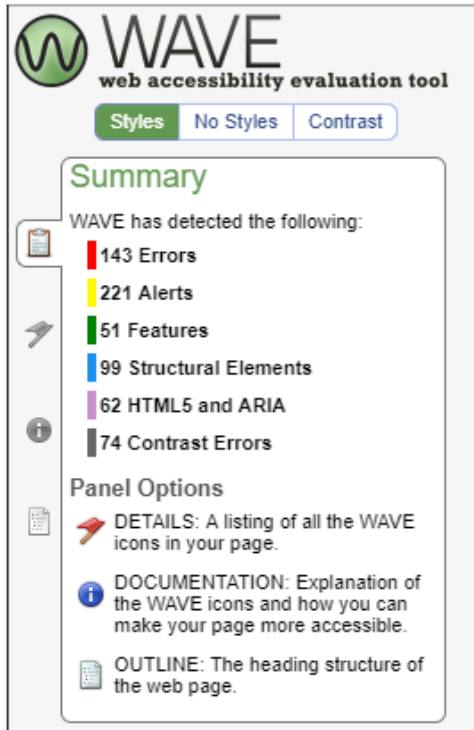 WAVE
web accessibility evaluation tool
Styles No Styles Contrast
Summary
WAVE has detected the following:
143 Errors
221 Alerts
51 Features
99 Structural Elements
62 HTML5 and ARIA
74 Contrast Errors
Panel Options
DETAILS: A listing of all the WAVE
icons in your page.
DOCUMENTATION: Explanation of
the WAVE icons and how you can
make your page more accessible.
OUTLINE: The heading structure of
the web page.